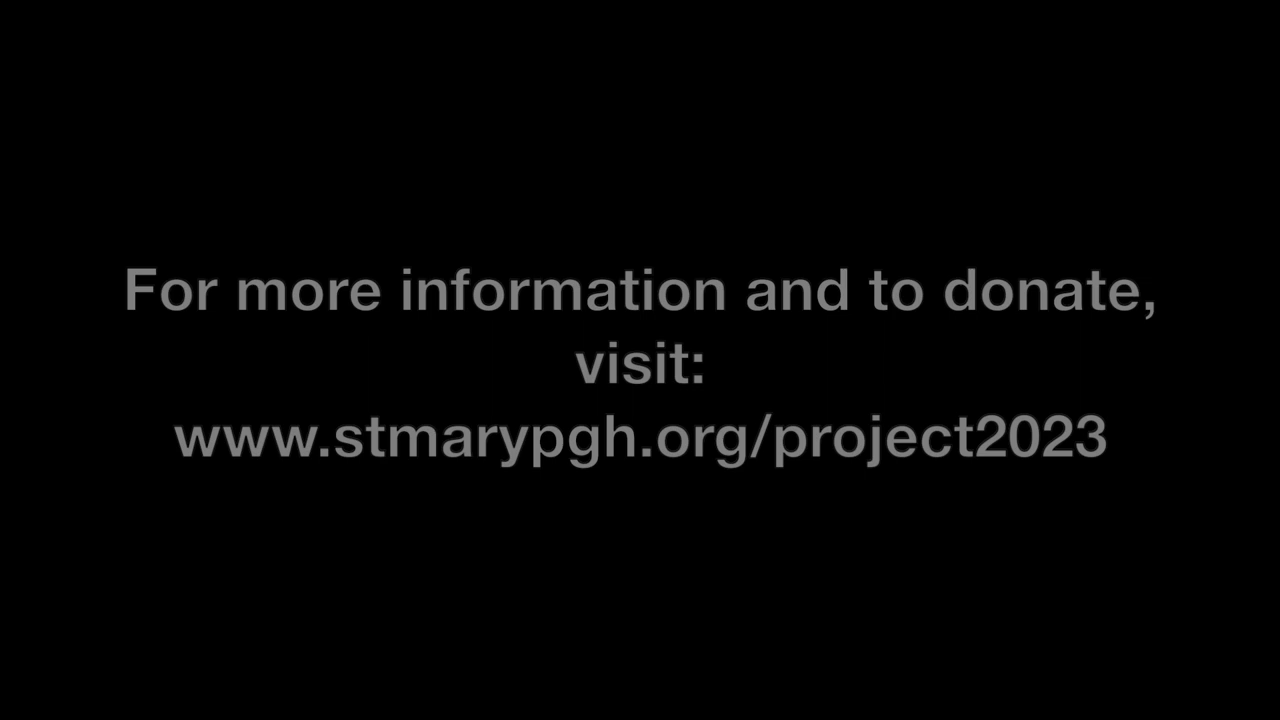 For more information and to donate,
visit:
www.stmarypgh.org/project2023